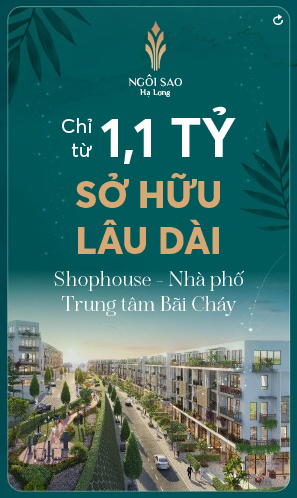 NGÔI SAO
Hạ Long
Chỉ
từ
1,1 TỶ
SỞ HỮU
LÂU DÀI
Shophouse - Nhà phố
Trung tâm Bãi Cháy